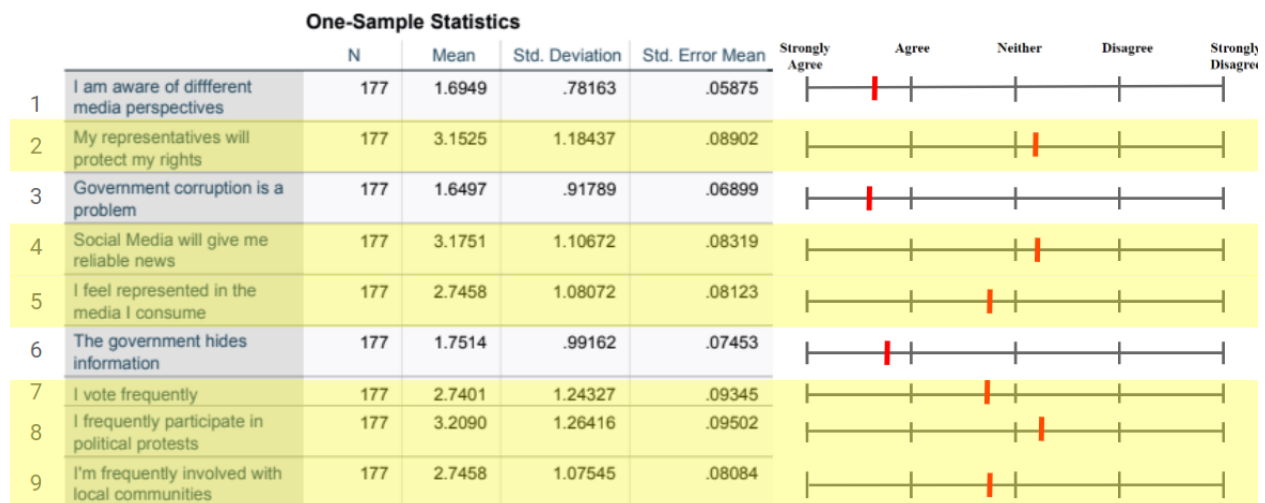 One-Sample Statistics
N Mean Std. Deviation Std. Error Mean Strongly Agree Neither Disagree Strongly
Agree Disagree
1 I am aware of diffferent 177 1.6949 .78163 .05875
media perspectives
2 My representatives will 177 3.1525 1.18437 .08902
protect my rights
3 Government corruption is a 177 1.6497 .91789 .06899
problem
4 Social Media will give me 177 3.1751 1.10672 .08319
reliable news
5 I feel represented in the 177 2.7458 1.08072 .08123
media I consume
6 The government hides 177 1.7514 .99162 .07453
information
7 I vote frequently 177 2.7401 1.24327 .09345
8 I frequently participate in 177 3.2090 1.26416 .09502
political protests
9 I'm frequently involved with 177 2.7458 1.07545 .08084
local communities